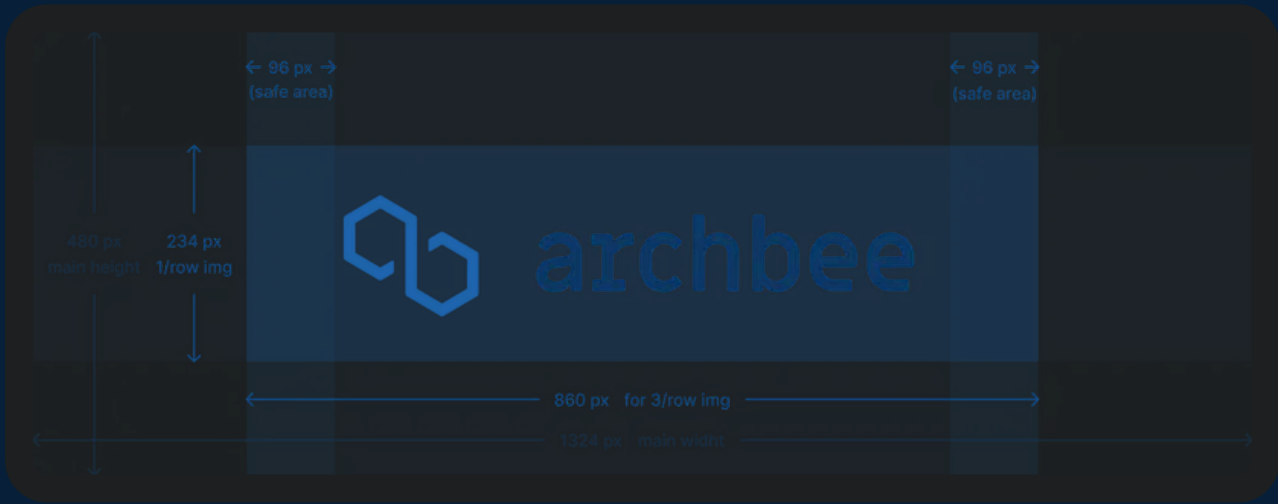 96 px
(safe area)
96 px
(safe area)
480 px
main height
234 px
1/row img
archbee
860 px for 3/row img
1324 px main widht